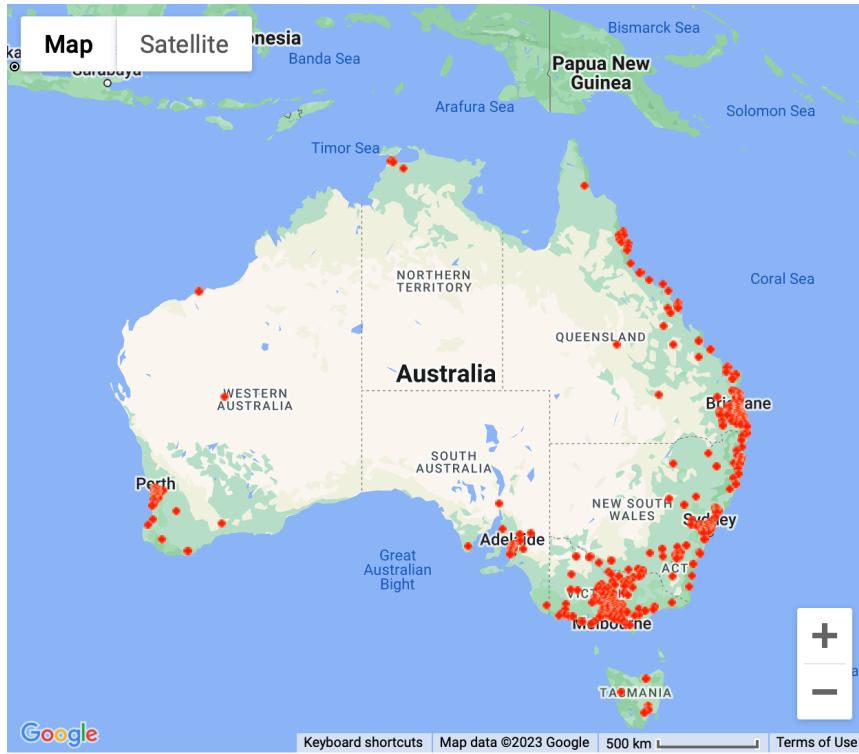 Map
Satellite
onesia
Bismarck Sea
Banda Sea
Papua New
Guinea
Arafura Sea
Solomon Sea
Timor Sea
Coral Sea
NORTHERN
TERRITORY
QUEENSLAND
Australia
WESTERN
AUSTRALIA
Brisbane
SOUTH
AUSTRALIA
Perth
NEW SOUTH
WALES
Sydney
Adelaide
Great
Australian
Bight
ACT
Melbourne
TASMANIA
+
−
Google
Keyboard shortcuts
Map data ©2023 Google
500 km
Terms of Use